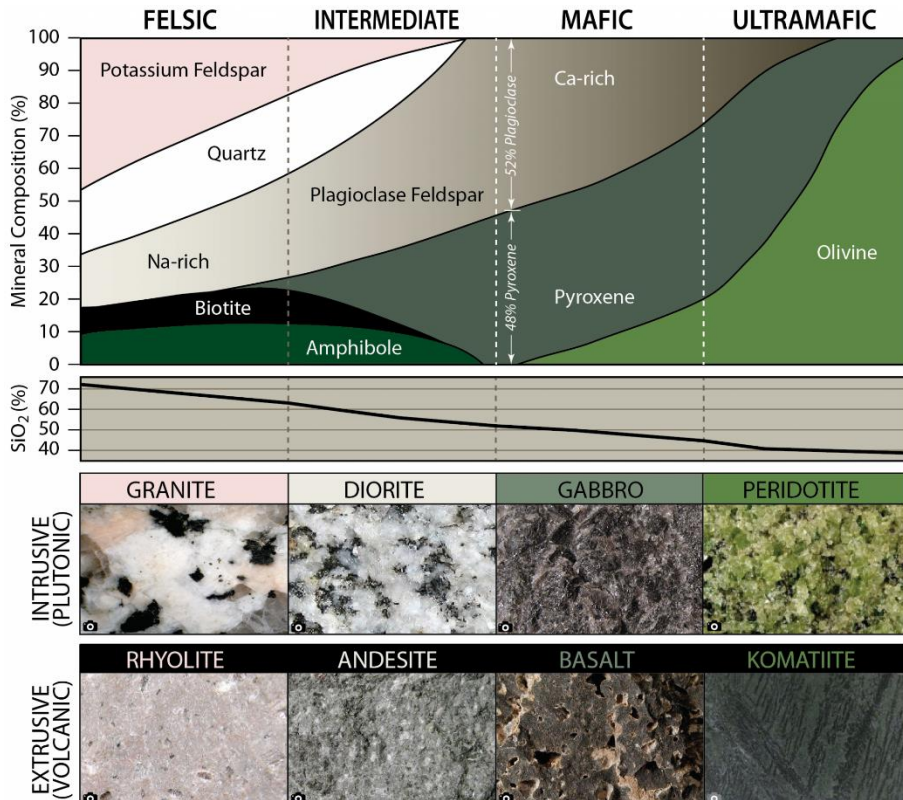 FELSIC
INTERMEDIATE
MAFIC
ULTRAMAFIC
Mineral Composition (%)
100
90
80
70
60
50
40
30
20
10
0
Potassium Feldspar
Quartz
Na-rich
Biotite
Amphibole
Plagioclase Feldspar
52% Plagioclase
48% Pyroxene
Ca-rich
Pyroxene
Olivine
SiO₂ (%)
70
60
50
40
INTRUSIVE
(PLUTONIC)
GRANITE
DIORITE
GABBRO
PERIDOTITE
EXTRUSIVE
(VOLCANIC)
RHYOLITE
ANDESITE
BASALT
KOMATIITE